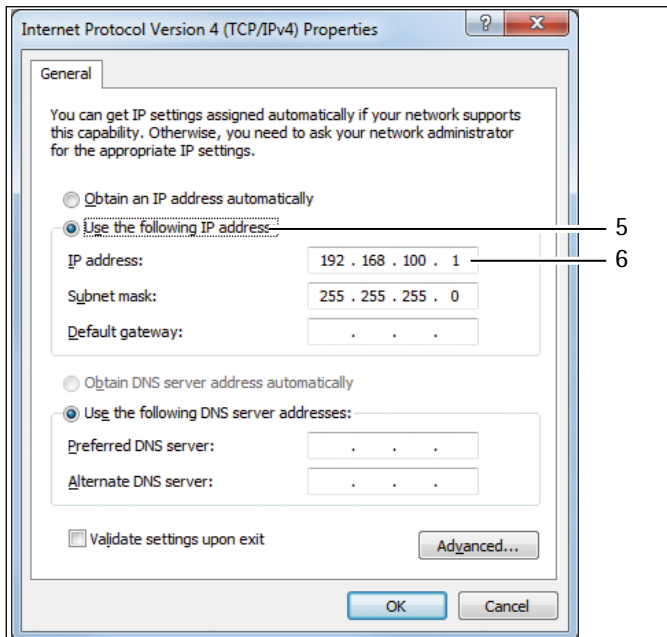 Internet Protocol Version 4 (TCP/IPv4) Properties
General
You can get IP settings assigned automatically if your network supports
this capability. Otherwise, you need to ask your network administrator
for the appropriate IP settings.
Obtain an IP address automatically
Use the following IP address: 5
IP address: 192 . 168 . 100 . 1 6
Subnet mask: 255 . 255 . 255 . 0
Default gateway: . . .
Obtain DNS server address automatically
Use the following DNS server addresses:
Preferred DNS server: . . .
Alternate DNS server: . . .
Validate settings upon exit
Advanced...
OK Cancel